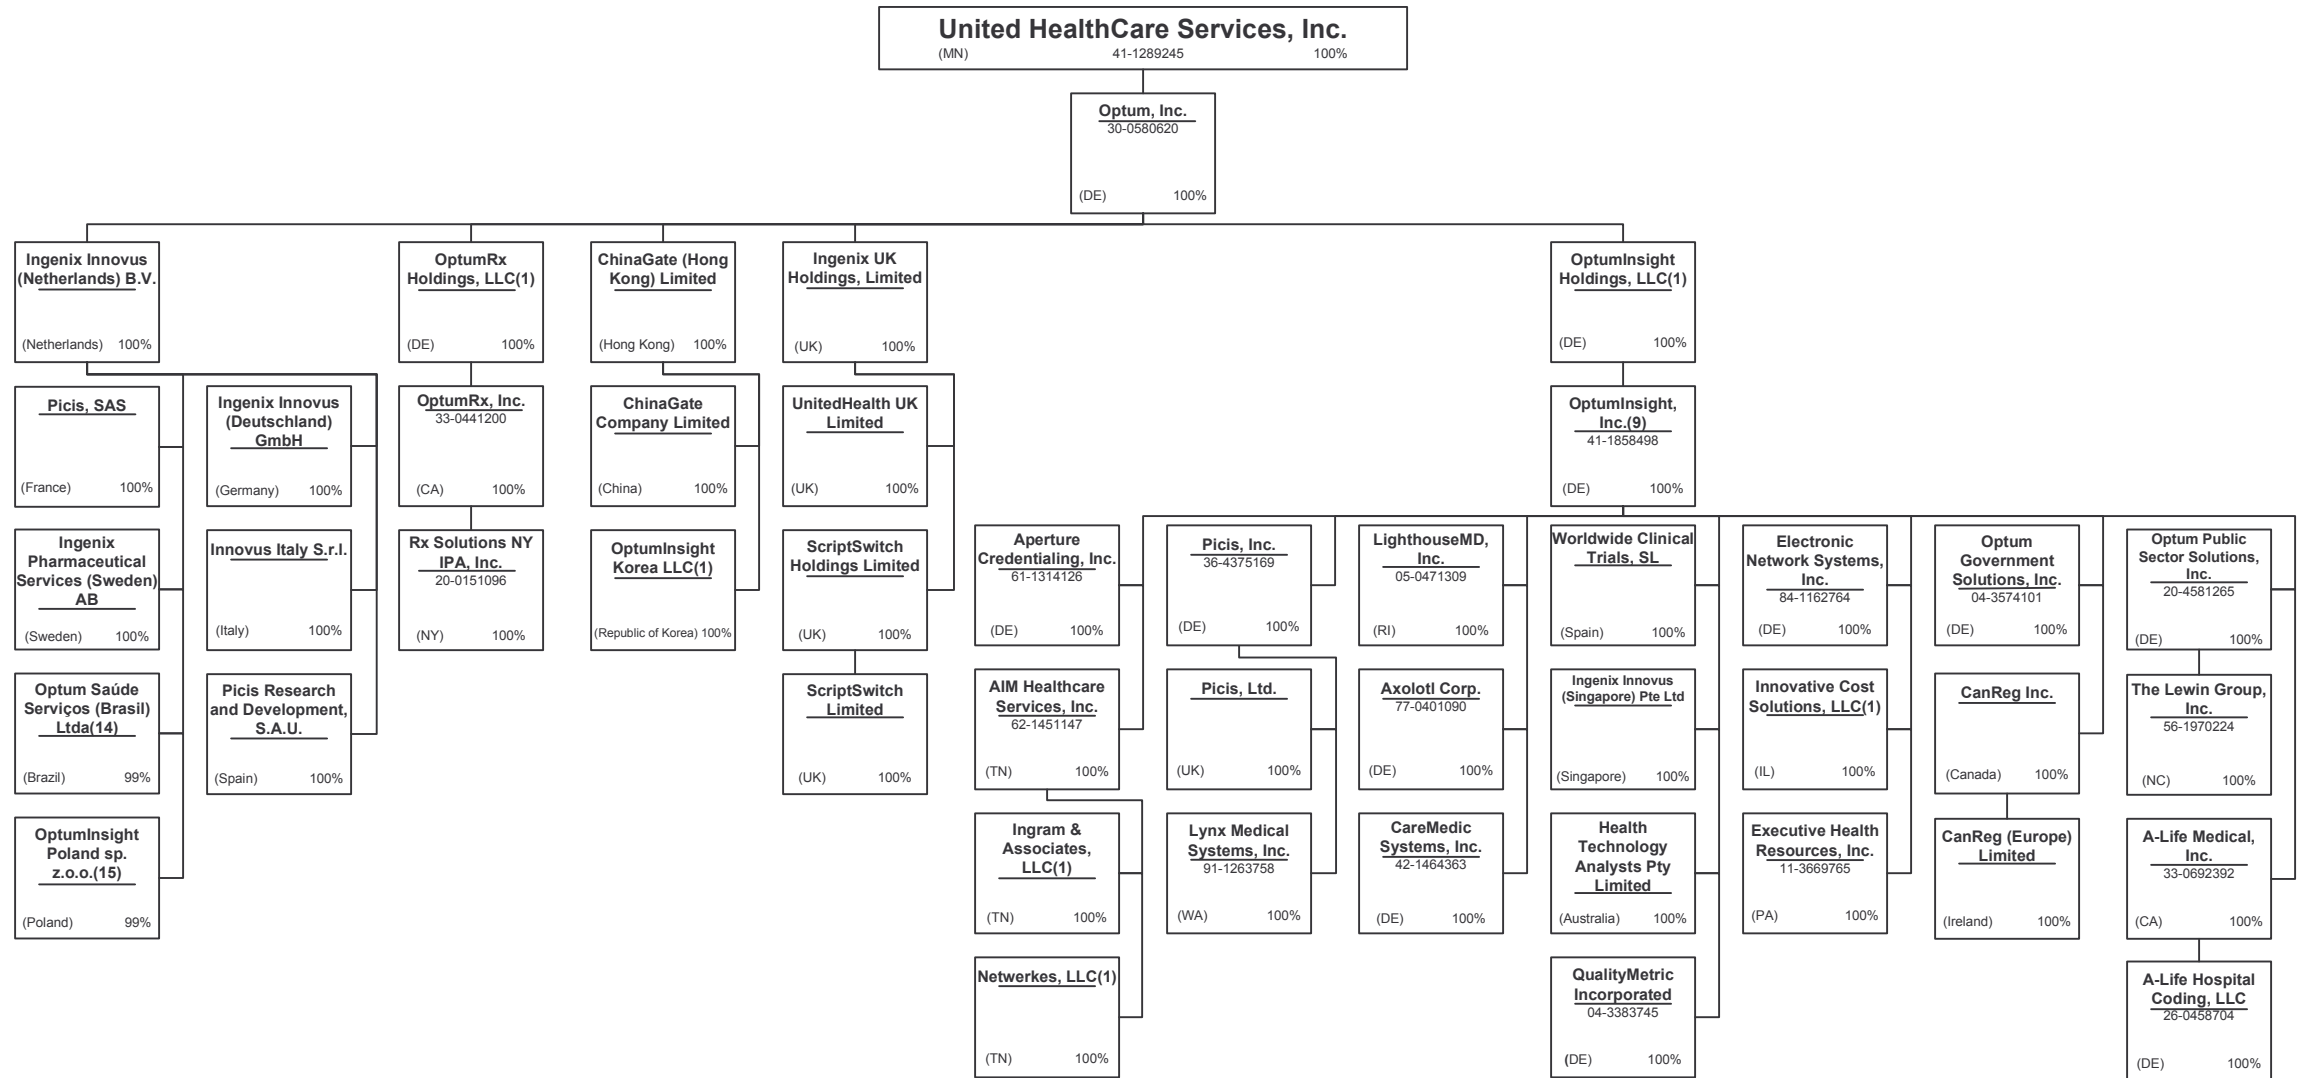 United HealthCare Services, Inc.
(MN) 41-1289245 100%
Optum, Inc.
30-0580620
(DE) 100%
Ingenix Innovus
(Netherlands) B.V.
(Netherlands) 100%
OptumRx
Holdings, LLC(1)
(DE) 100%
ChinaGate (Hong
Kong) Limited
(Hong Kong) 100%
Ingenix UK
Holdings, Limited
(UK) 100%
OptumInsight
Holdings, LLC(1)
(DE) 100%
Picis, SAS
(France) 100%
Ingenix Innovus
(Deutschland)
GmbH
(Germany) 100%
OptumRx, Inc.
33-0441200
(CA) 100%
ChinaGate
Company Limited
(China) 100%
UnitedHealth UK
Limited
(UK) 100%
OptumInsight,
Inc.(9)
41-1858498
(DE) 100%
Ingenix
Pharmaceutical
Services (Sweden)
AB
(Sweden) 100%
Innovus Italy S.r.l.
(Italy) 100%
Rx Solutions NY
IPA, Inc.
20-0151096
(NY) 100%
OptumInsight
Korea LLC(1)
(Republic of Korea) 100%
ScriptSwitch
Holdings Limited
(UK) 100%
Aperture
Credentialing, Inc.
61-1314126
(DE) 100%
Picis, Inc.
36-4375169
(DE) 100%
LighthouseMD,
Inc.
05-0471309
(RI) 100%
Worldwide Clinical
Trials, SL
(Spain) 100%
Electronic
Network Systems,
Inc.
84-1162764
(DE) 100%
Optum
Government
Solutions, Inc.
04-3574101
(DE) 100%
Optum Public
Sector Solutions,
Inc.
20-4581265
(DE) 100%
Optum Saúde
Serviços (Brasil)
Ltda(14)
(Brazil) 99%
Picis Research
and Development,
S.A.U.
(Spain) 100%
ScriptSwitch
Limited
(UK) 100%
AIM Healthcare
Services, Inc.
62-1451147
(TN) 100%
Picis, Ltd.
(UK) 100%
Axolotl Corp.
77-0401090
(DE) 100%
Ingenix Innovus
(Singapore) Pte Ltd
(Singapore) 100%
Innovative Cost
Solutions, LLC(1)
(IL) 100%
CanReg Inc.
(Canada) 100%
The Lewin Group,
Inc.
56-1970224
(NC) 100%
OptumInsight
Poland sp.
z.o.o.(15)
(Poland) 99%
Ingram &
Associates,
LLC(1)
(TN) 100%
Lynx Medical
Systems, Inc.
91-1263758
(WA) 100%
CareMedic
Systems, Inc.
42-1464363
(DE) 100%
Health
Technology
Analysts Pty
Limited
(Australia) 100%
Executive Health
Resources, Inc.
11-3669765
(PA) 100%
CanReg (Europe)
Limited
(Ireland) 100%
A-Life Medical,
Inc.
33-0692392
(CA) 100%
Netwerkes, LLC(1)
(TN) 100%
QualityMetric
Incorporated
04-3383745
(DE) 100%
A-Life Hospital
Coding, LLC
26-0458704
(DE) 100%